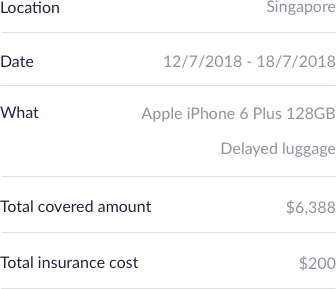 Location Singapore
Date 12/7/2018 - 18/7/2018
What Apple iPhone 6 Plus 128GB
Delayed luggage
Total covered amount $6,388
Total insurance cost $200